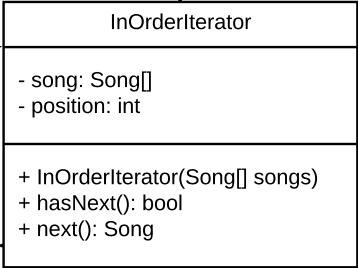 InOrderIterator
- song: Song[]
- position: int
+ InOrderIterator(Song[] songs)
+ hasNext(): bool
+ next(): Song